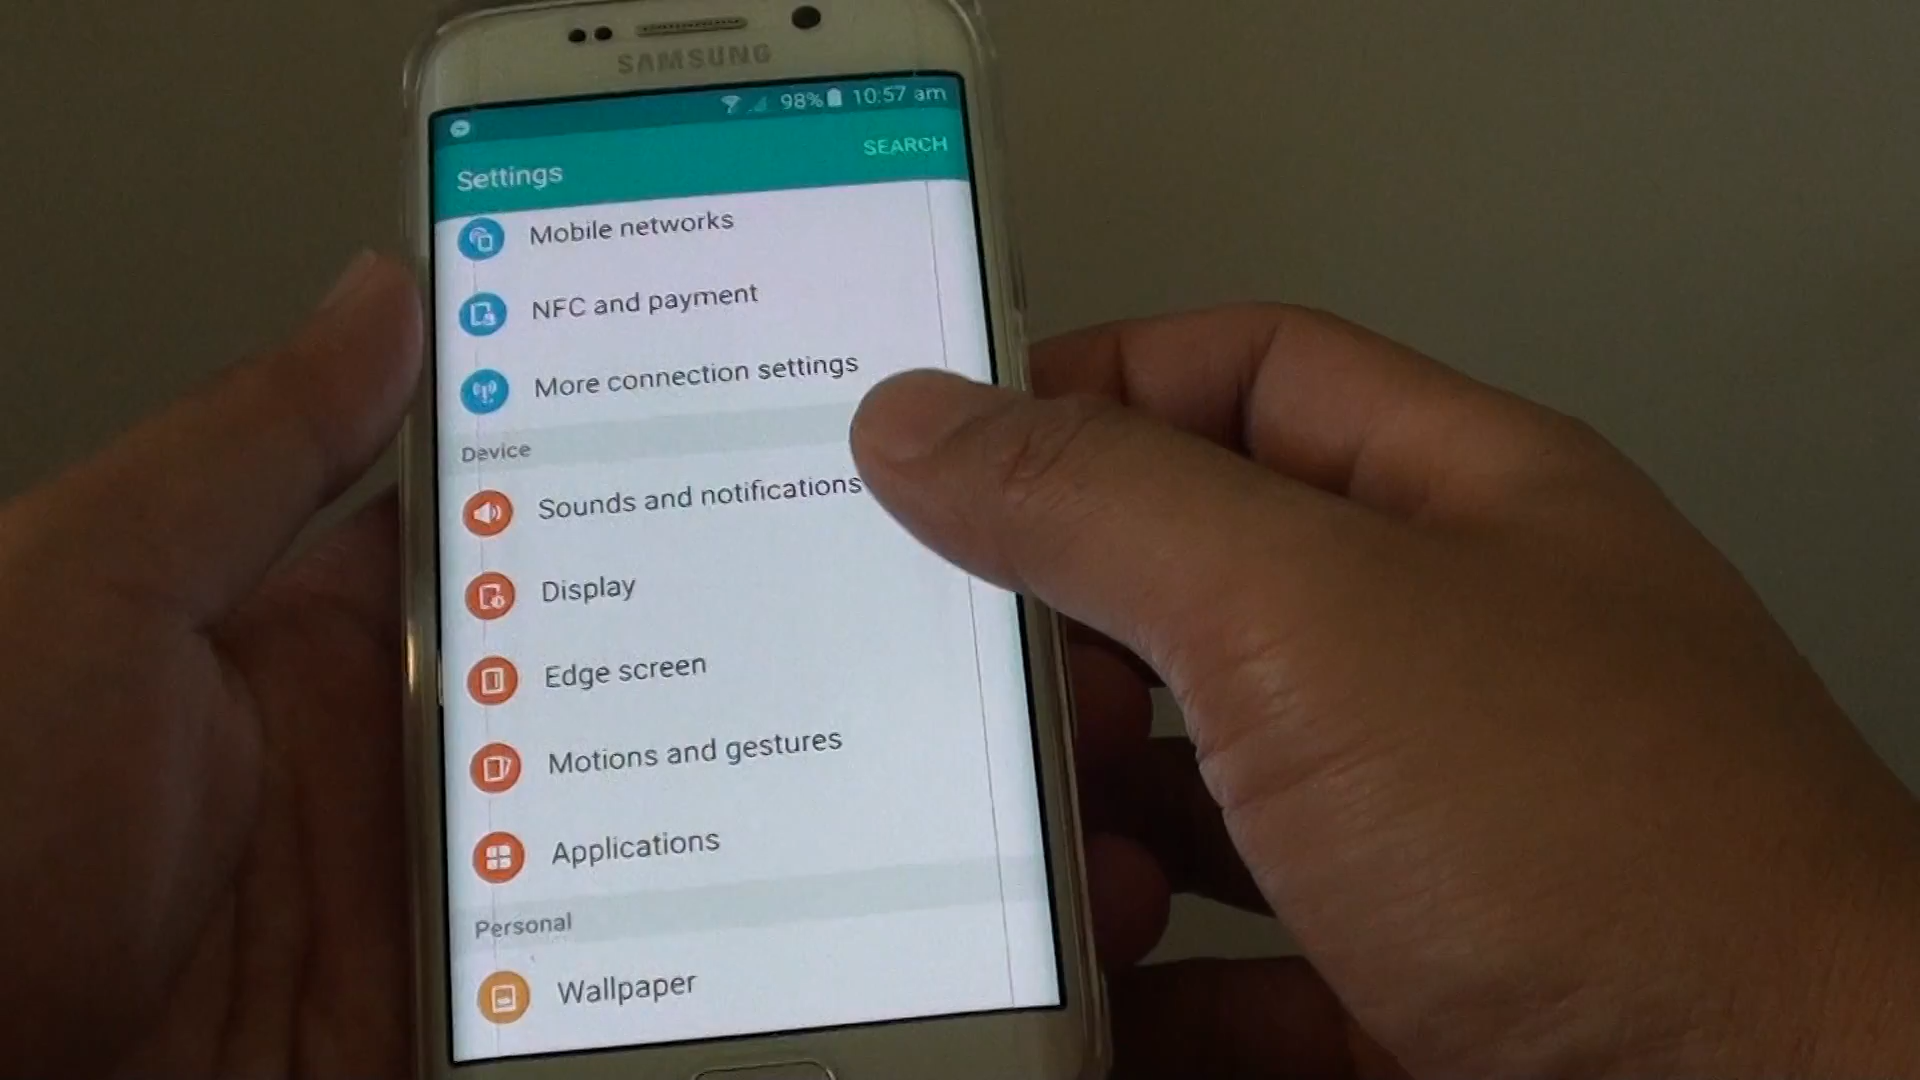 SAMSUNG
98% 10:57 am
Settings
SEARCH
Mobile networks
NFC and payment
More connection settings
Device
Sounds and notifications
Display
Edge screen
Motions and gestures
Applications
Personal
Wallpaper